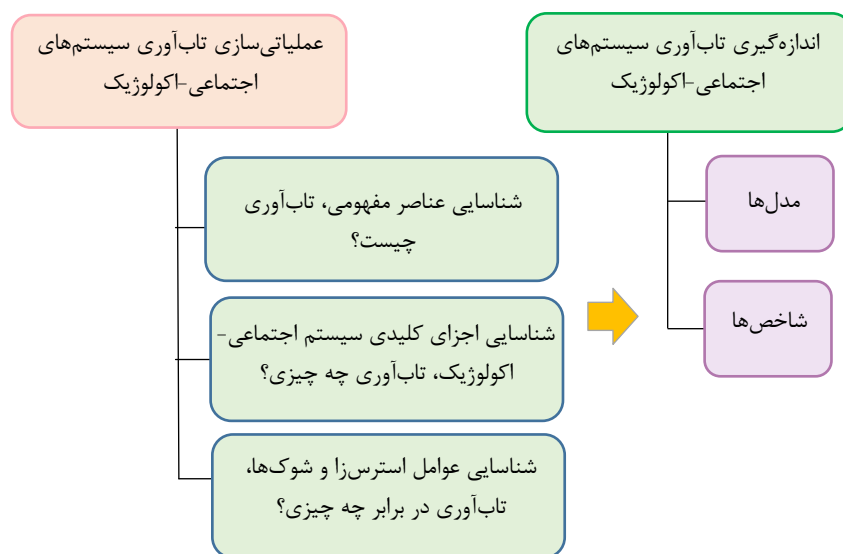 عملیاتی‌سازی تاب‌آوری سیستم‌های
اجتماعی-اکولوژیک
شناسایی عناصر مفهومی، تاب‌آوری
چیست؟
شناسایی اجزای کلیدی سیستم اجتماعی-
اکولوژیک، تاب‌آوری چه چیزی؟
شناسایی عوامل استرس‌زا و شوک‌ها،
تاب‌آوری در برابر چه چیزی؟
اندازه‌گیری تاب‌آوری سیستم‌های
اجتماعی-اکولوژیک
مدل‌ها
شاخص‌ها